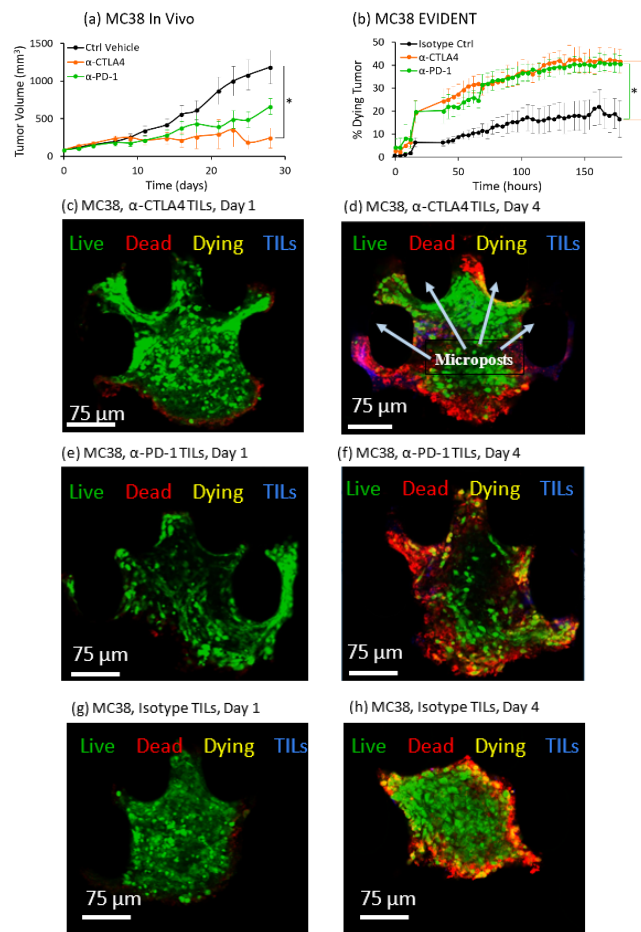 (a) MC38 In Vivo
(b) MC38 EVIDENT
Ctrl Vehicle
α-CTLA4
α-PD-1
Tumor Volume (mm³)
1500
1000
500
0
0
10
20
30
Time (days)
*
Isotype Ctrl
α-CTLA4
α-PD-1
% Dying Tumor
50
40
30
20
10
0
0
50
100
150
Time (hours)
*
(c) MC38, α-CTLA4 TILs, Day 1
Live Dead Dying TILs
75 µm
(d) MC38, α-CTLA4 TILs, Day 4
Live Dead Dying TILs
Microposts
75 µm
(e) MC38, α-PD-1 TILs, Day 1
Live Dead Dying TILs
75 µm
(f) MC38, α-PD-1 TILs, Day 4
Live Dead Dying TILs
75 µm
(g) MC38, Isotype TILs, Day 1
Live Dead Dying TILs
75 µm
(h) MC38, Isotype TILs, Day 4
Live Dead Dying TILs
75 µm